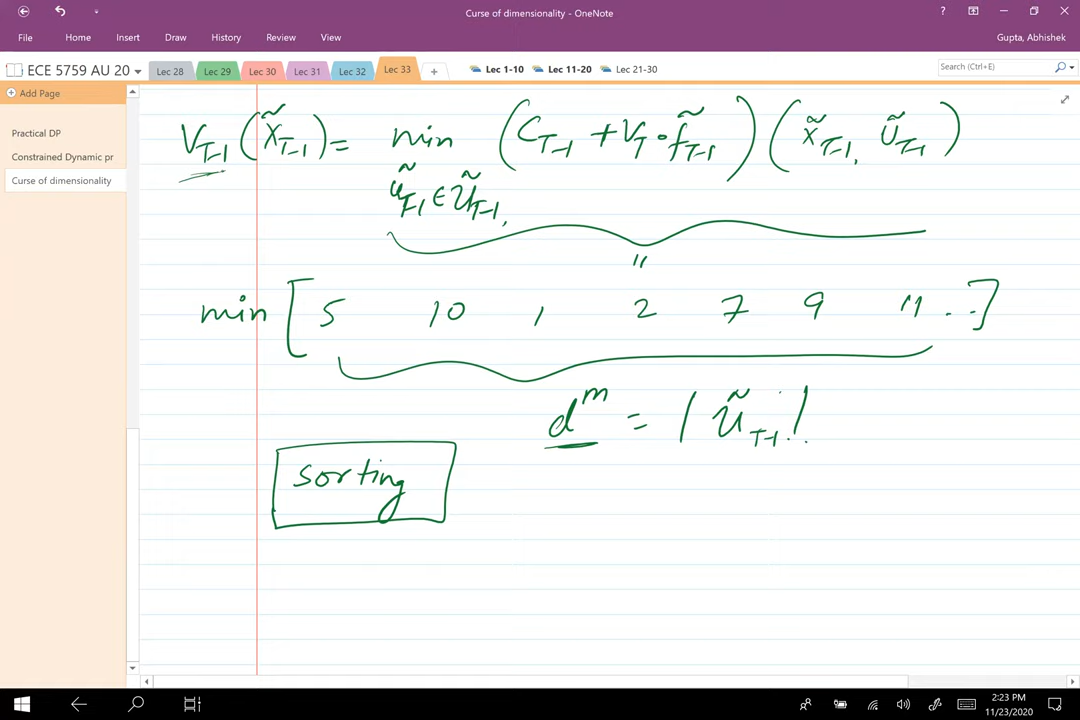 Curse of dimensionality - OneNote
File Home Insert Draw History Review View Gupta, Abhishek
ECE 5759 AU 20 Lec 28 Lec 29 Lec 30 Lec 31 Lec 32 Lec 33 Lec 1-10 Lec 11-20 Lec 21-30 Search (Ctrl+E)
Add Page
Practical DP
Constrained Dynamic pr
Curse of dimensionality
V_{T-1} (x̃_{T-1}) = min (C_{T-1} + V_T ∘ f̃_{T-1}) (x̃_{T-1}, ũ_{T-1})
ũ_{T-1} ∈ Ũ_{T-1},
"
min [5 10 1 2 7 9 11 ...]
d^m = |Ũ_{T-1}|
sorting
2:23 PM
11/23/2020